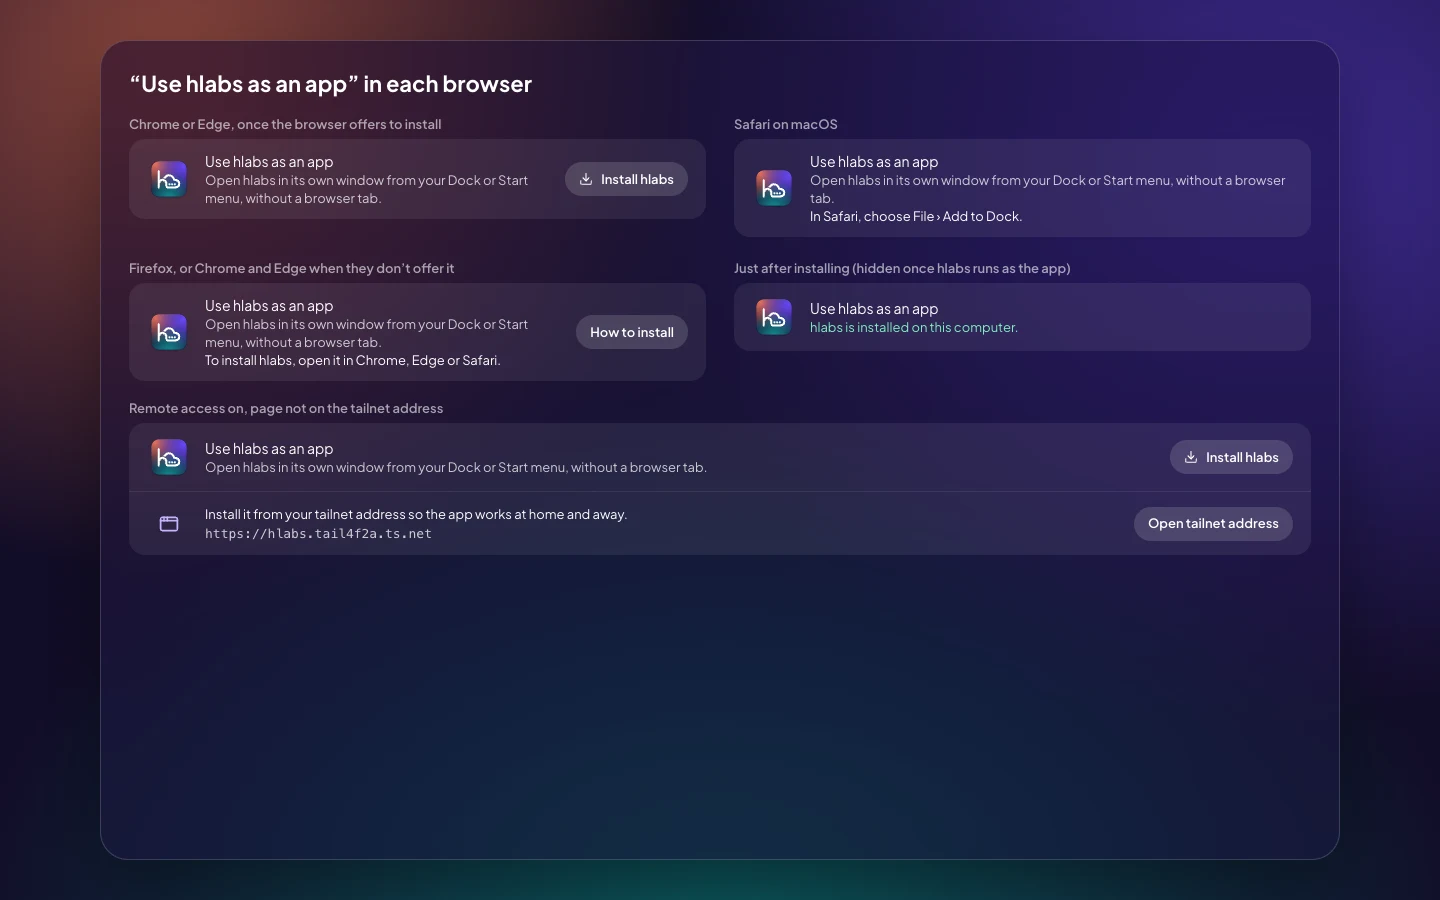 “Use hlabs as an app” in each browser
Chrome or Edge, once the browser offers to install
Use hlabs as an app
Open hlabs in its own window from your Dock or Start
menu, without a browser tab.
Install hlabs
Safari on macOS
Use hlabs as an app
Open hlabs in its own window from your Dock or Start menu, without a browser
tab.
In Safari, choose File › Add to Dock.
Firefox, or Chrome and Edge when they don’t offer it
Use hlabs as an app
Open hlabs in its own window from your Dock or Start
menu, without a browser tab.
To install hlabs, open it in Chrome, Edge or Safari.
How to install
Just after installing (hidden once hlabs runs as the app)
Use hlabs as an app
hlabs is installed on this computer.
Remote access on, page not on the tailnet address
Use hlabs as an app
Open hlabs in its own window from your Dock or Start menu, without a browser tab.
Install hlabs
Install it from your tailnet address so the app works at home and away.
https://hlabs.tail4f2a.ts.net
Open tailnet address